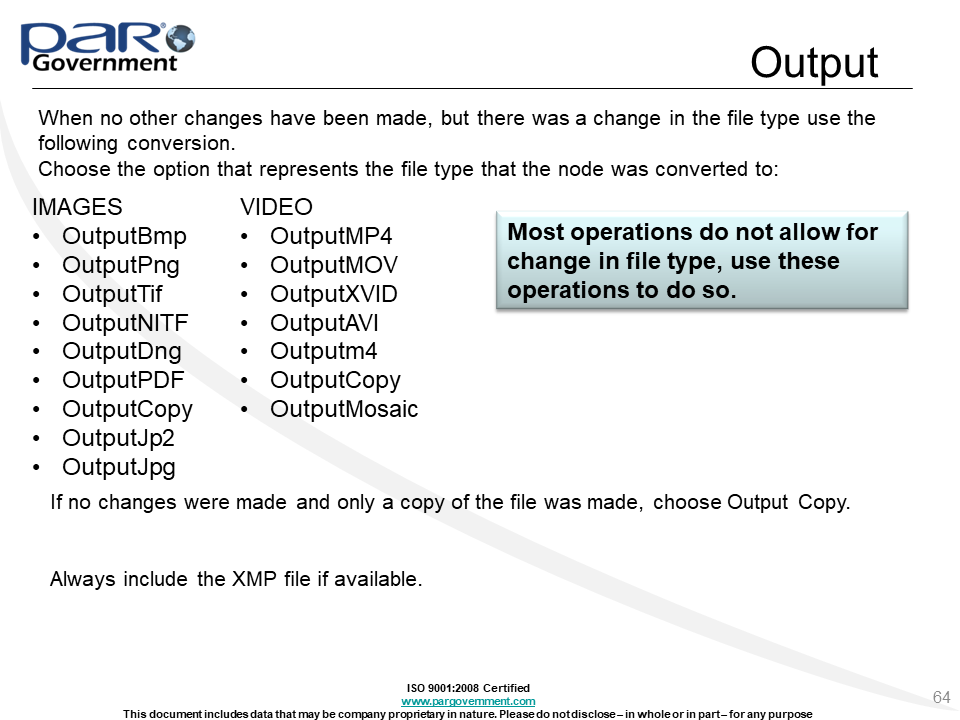 PAR® Government
Output
When no other changes have been made, but there was a change in the file type use the
following conversion.
Choose the option that represents the file type that the node was converted to:
IMAGES
• OutputBmp
• OutputPng
• OutputTif
• OutputNITF
• OutputDng
• OutputPDF
• OutputCopy
• OutputJp2
• OutputJpg
VIDEO
• OutputMP4
• OutputMOV
• OutputXVID
• OutputAVI
• Outputm4
• OutputCopy
• OutputMosaic
Most operations do not allow for
change in file type, use these
operations to do so.
If no changes were made and only a copy of the file was made, choose Output Copy.
Always include the XMP file if available.
ISO 9001:2008 Certified
www.pargovernment.com
This document includes data that may be company proprietary in nature. Please do not disclose – in whole or in part – for any purpose
64